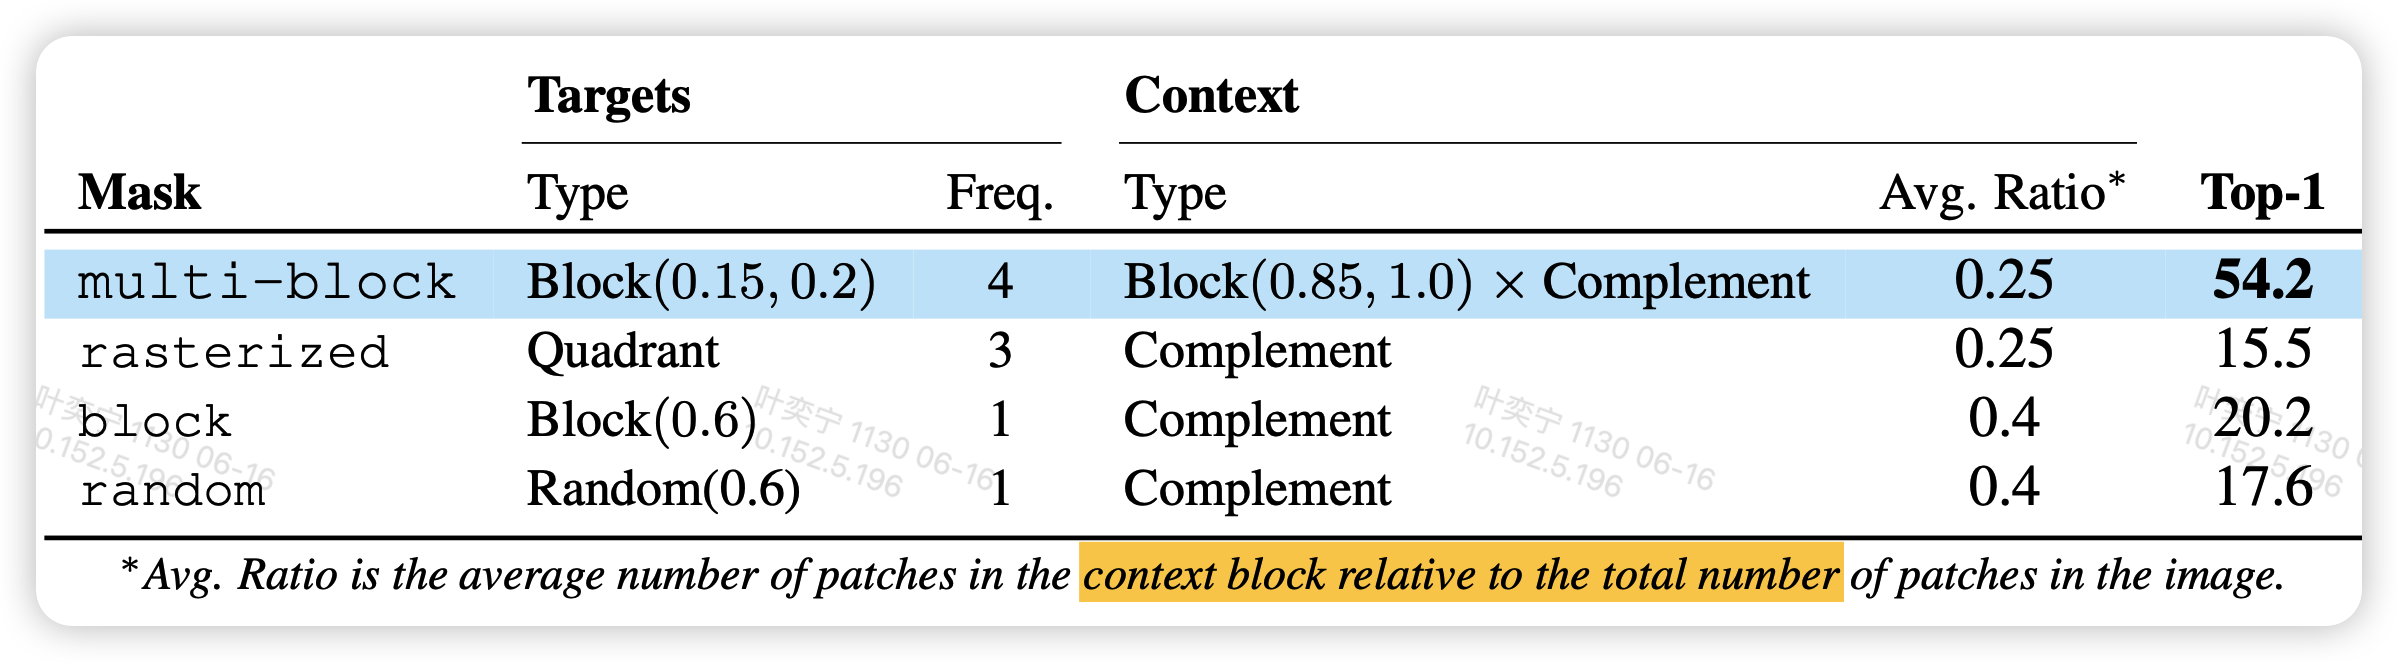 Targets Context
Mask Type Freq. Type Avg. Ratio* Top-1
multi-block Block(0.15, 0.2) 4 Block(0.85, 1.0) × Complement 0.25 54.2
rasterized Quadrant 3 Complement 0.25 15.5
block Block(0.6) 1 Complement 0.4 20.2
random Random(0.6) 1 Complement 0.4 17.6
*Avg. Ratio is the average number of patches in the context block relative to the total number of patches in the image.
叶奕宁 1130 06-16
10.152.5.196
叶奕宁 1130 06-16
10.152.5.196
叶奕宁 1130 06-16
10.152.5.196
叶奕宁 1130 0
10.152.5.196